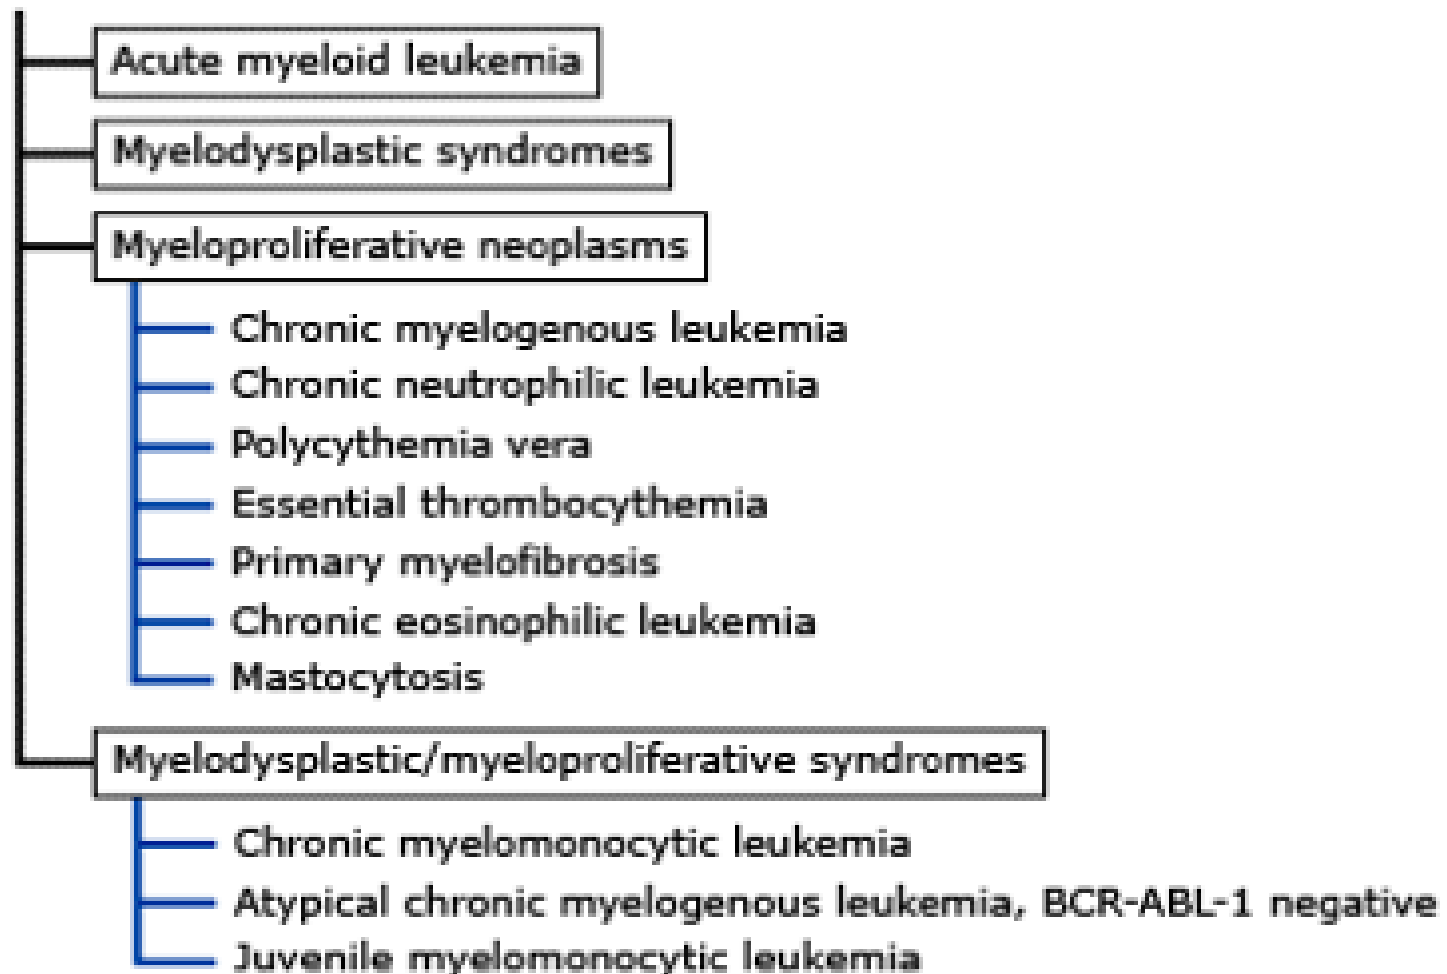 Acute myeloid leukemia
Myelodysplastic syndromes
Myeloproliferative neoplasms
Chronic myelogenous leukemia
Chronic neutrophilic leukemia
Polycythemia vera
Essential thrombocythemia
Primary myelofibrosis
Chronic eosinophilic leukemia
Mastocytosis
Myelodysplastic/myeloproliferative syndromes
Chronic myelomonocytic leukemia
Atypical chronic myelogenous leukemia, BCR-ABL-1 negative
Juvenile myelomonocytic leukemia